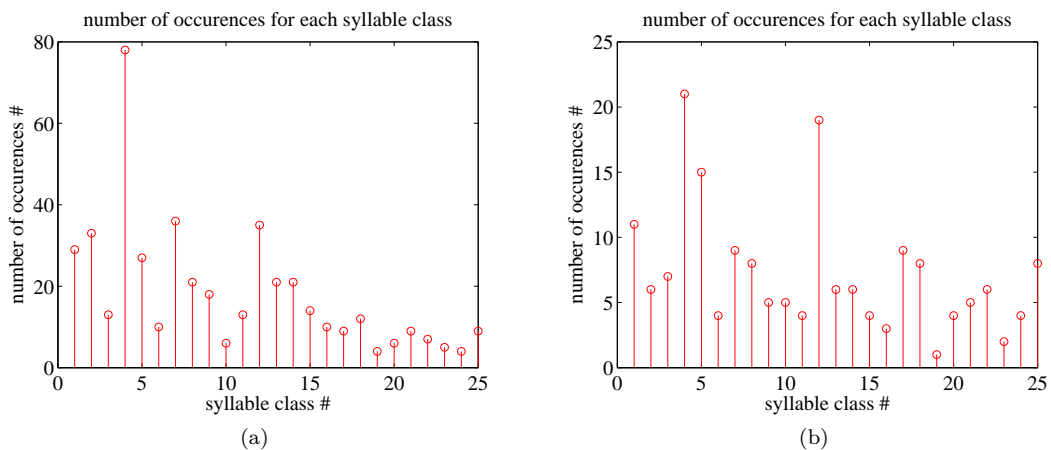 number of occurences for each syllable class
80
60
40
20
0
number of occurences #
0 5 10 15 20 25
syllable class #
(a)
number of occurences for each syllable class
25
20
15
10
5
0
number of occurences #
0 5 10 15 20 25
syllable class #
(b)